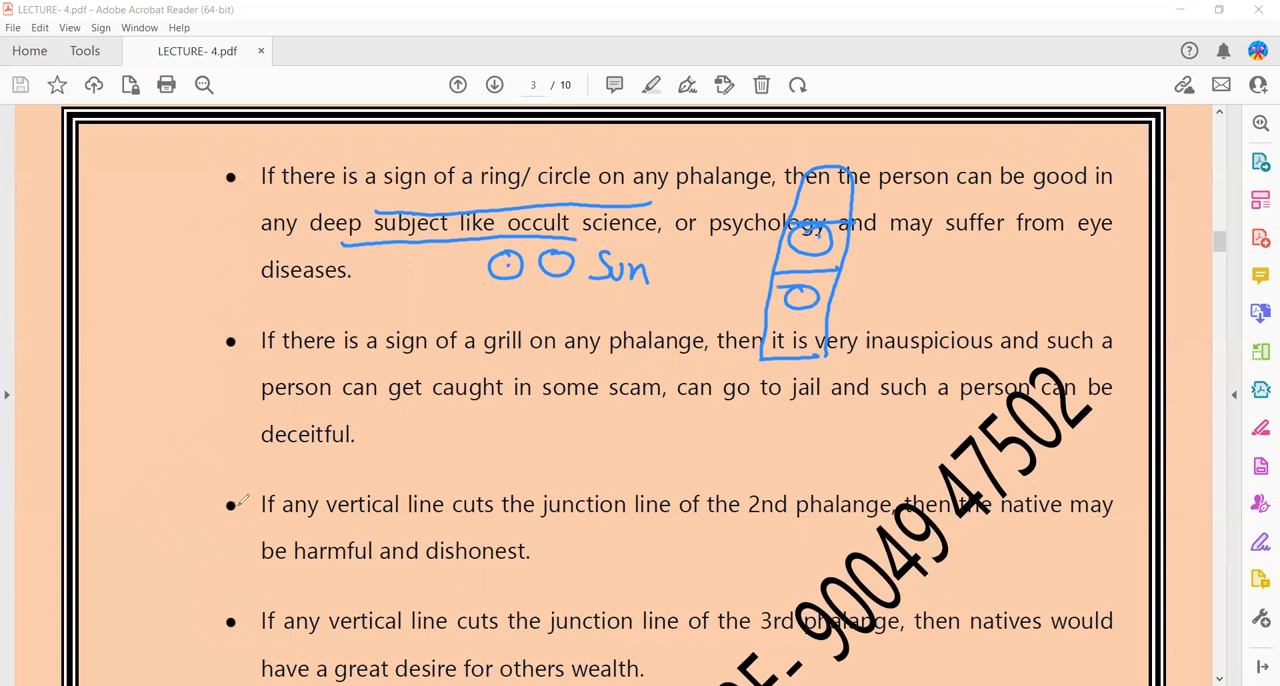 LECTURE- 4.pdf - Adobe Acrobat Reader (64-bit)
File Edit View Sign Window Help
Home Tools LECTURE- 4.pdf ×
3 / 10
If there is a sign of a ring/ circle on any phalange, then the person can be good in
any deep subject like occult science, or psychology and may suffer from eye
diseases.
Sun
If there is a sign of a grill on any phalange, then it is very inauspicious and such a
person can get caught in some scam, can go to jail and such a person can be
deceitful.
If any vertical line cuts the junction line of the 2nd phalange, then the native may
be harmful and dishonest.
If any vertical line cuts the junction line of the 3rd phalange, then natives would
have a great desire for others wealth.
RE- 90049 47502